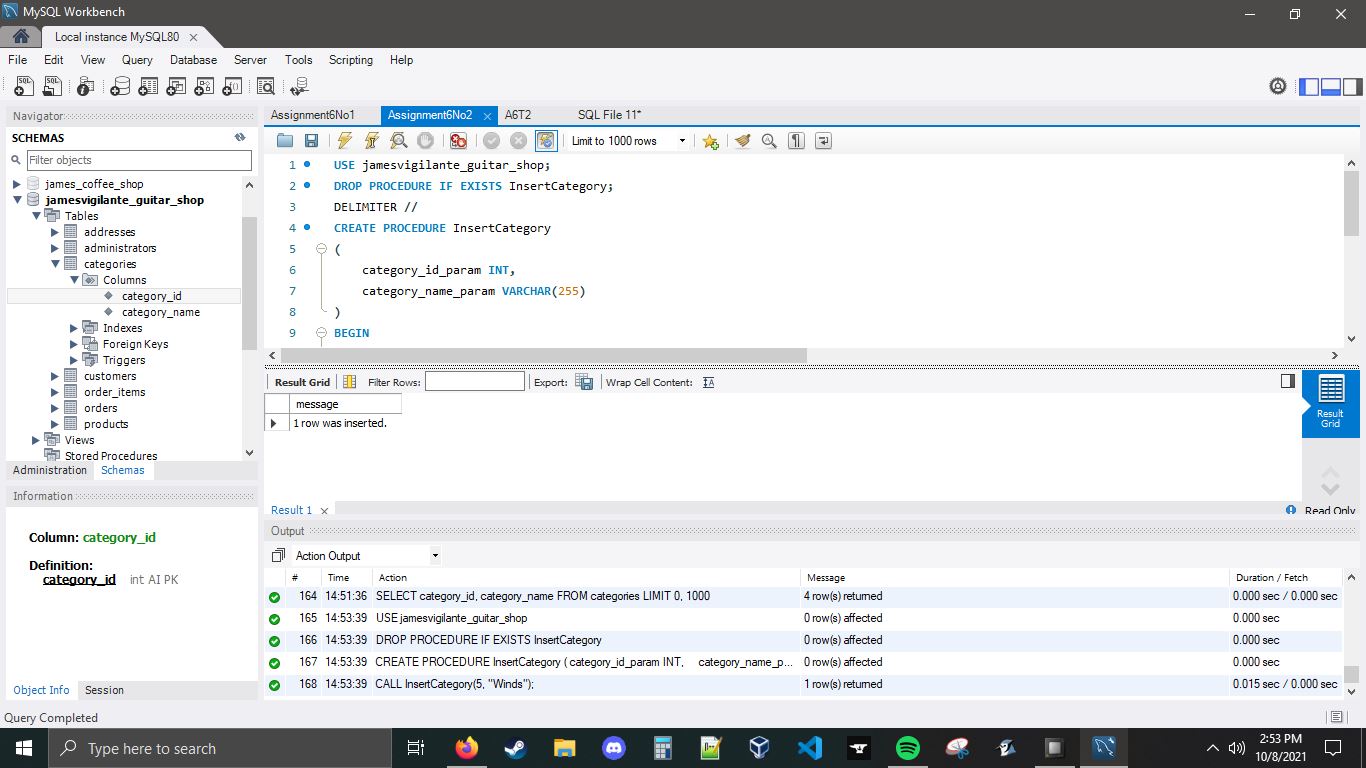 MySQL Workbench
Local instance MySQL80
File Edit View Query Database Server Tools Scripting Help
Navigator
SCHEMAS
Filter objects
james_coffee_shop
jamesvigilante_guitar_shop
Tables
addresses
administrators
categories
Columns
category_id
category_name
Indexes
Foreign Keys
Triggers
customers
order_items
orders
products
Views
Stored Procedures
Administration Schemas
Information
Column: category_id
Definition:
category_id int AI PK
Object Info Session
Assignment6No1 Assignment6No2 A6T2 SQL File 11*
Limit to 1000 rows
1 USE jamesvigilante_guitar_shop;
2 DROP PROCEDURE IF EXISTS InsertCategory;
3 DELIMITER //
4 CREATE PROCEDURE InsertCategory
5 (
6 category_id_param INT,
7 category_name_param VARCHAR(255)
8 )
9 BEGIN
Result Grid Filter Rows: Export: Wrap Cell Content:
message
1 row was inserted.
Result Grid
Result 1 Read Only
Output
Action Output
# Time Action Message Duration / Fetch
164 14:51:36 SELECT category_id, category_name FROM categories LIMIT 0, 1000 4 row(s) returned 0.000 sec / 0.000 sec
165 14:53:39 USE jamesvigilante_guitar_shop 0 row(s) affected 0.000 sec
166 14:53:39 DROP PROCEDURE IF EXISTS InsertCategory 0 row(s) affected 0.000 sec
167 14:53:39 CREATE PROCEDURE InsertCategory ( category_id_param INT, category_name_p... 0 row(s) affected 0.000 sec
168 14:53:39 CALL InsertCategory(5, "Winds"); 1 row(s) returned 0.015 sec / 0.000 sec
Query Completed
Type here to search
2:53 PM
10/8/2021